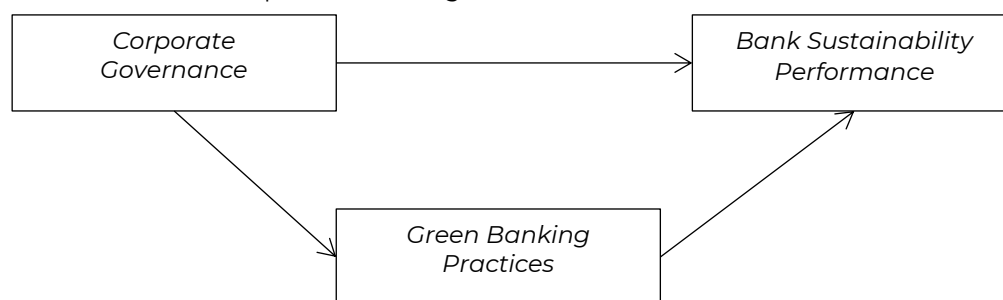 Corporate
Governance
Bank Sustainability
Performance
Green Banking
Practices